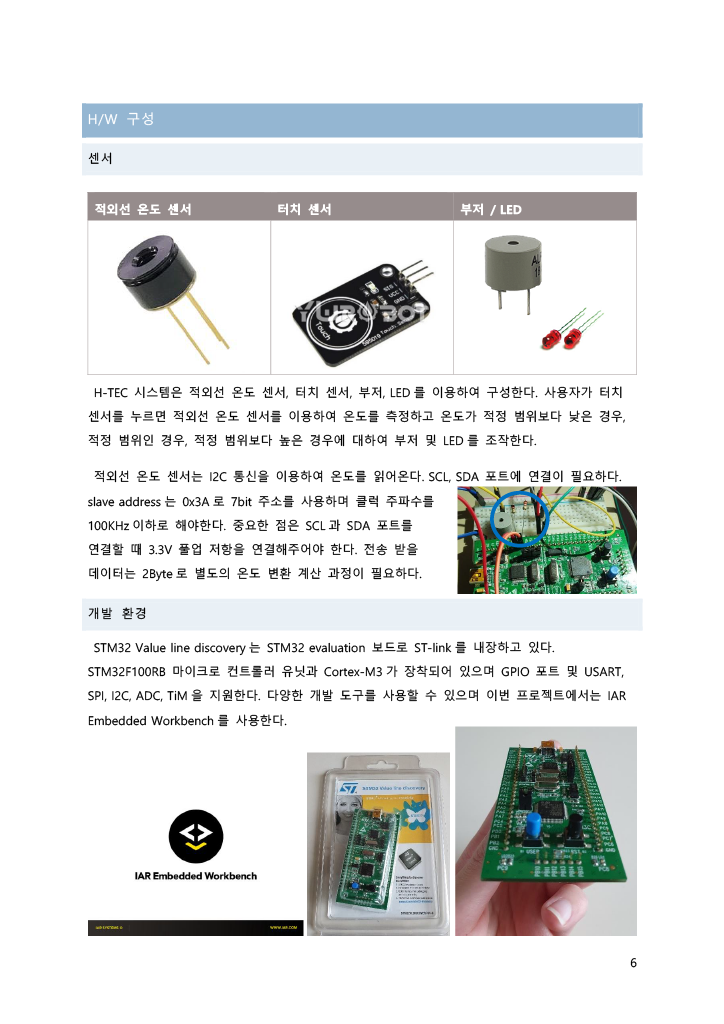 H/W 구성
센서
적외선 온도 센서
터치 센서
부저 / LED
YWROBOT
Touch
SIG
VCC
GND
H-TEC 시스템은 적외선 온도 센서, 터치 센서, 부저, LED 를 이용하여 구성한다. 사용자가 터치
센서를 누르면 적외선 온도 센서를 이용하여 온도를 측정하고 온도가 적정 범위보다 낮은 경우,
적정 범위인 경우, 적정 범위보다 높은 경우에 대하여 부저 및 LED 를 조작한다.
적외선 온도 센서는 I2C 통신을 이용하여 온도를 읽어온다. SCL, SDA 포트에 연결이 필요하다.
slave address 는 0x3A 로 7bit 주소를 사용하며 클럭 주파수를
100KHz 이하로 해야한다. 중요한 점은 SCL 과 SDA 포트를
연결할 때 3.3V 풀업 저항을 연결해주어야 한다. 전송 받을
데이터는 2Byte 로 별도의 온도 변환 계산 과정이 필요하다.
개발 환경
STM32 Value line discovery 는 STM32 evaluation 보드로 ST-link 를 내장하고 있다.
STM32F100RB 마이크로 컨트롤러 유닛과 Cortex-M3 가 장착되어 있으며 GPIO 포트 및 USART,
SPI, I2C, ADC, TiM 을 지원한다. 다양한 개발 도구를 사용할 수 있으며 이번 프로젝트에서는 IAR
Embedded Workbench 를 사용한다.
IAR Embedded Workbench
IAR SYSTEMS
WWW.IAR.COM
STM32 Value line discovery
USER
6